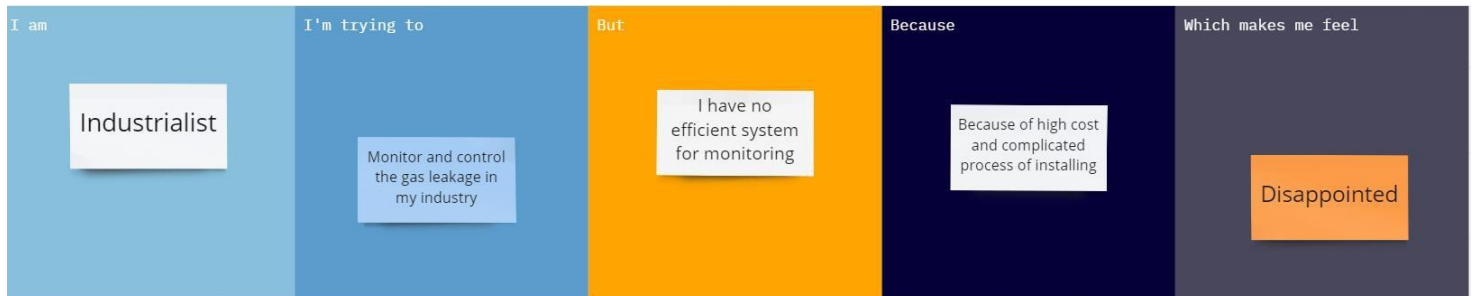 I am
Industrialist
I'm trying to
Monitor and control
the gas leakage in
my industry
But
I have no
efficient system
for monitoring
Because
Because of high cost
and complicated
process of installing
Which makes me feel
Disappointed